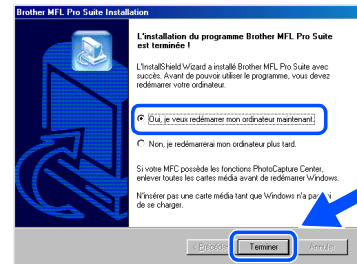 Brother MFL Pro Suite Installation
L'installation du programme Brother MFL Pro Suite
est terminée !
L'InstallShield Wizard a installé Brother MFL Pro Suite avec
succès. Avant de pouvoir utiliser le programme, vous devez
redémarrer votre ordinateur.
Oui, je veux redémarrer mon ordinateur maintenant.
Non, je redémarrerai mon ordinateur plus tard.
Si votre MFC possède les fonctions PhotoCapture Center,
enlever toutes les cartes média avant de redémarrer Windows.
N'insérer pas une carte média tant que Windows n'a pas
de se charger.
< Précédent Terminer Annuler